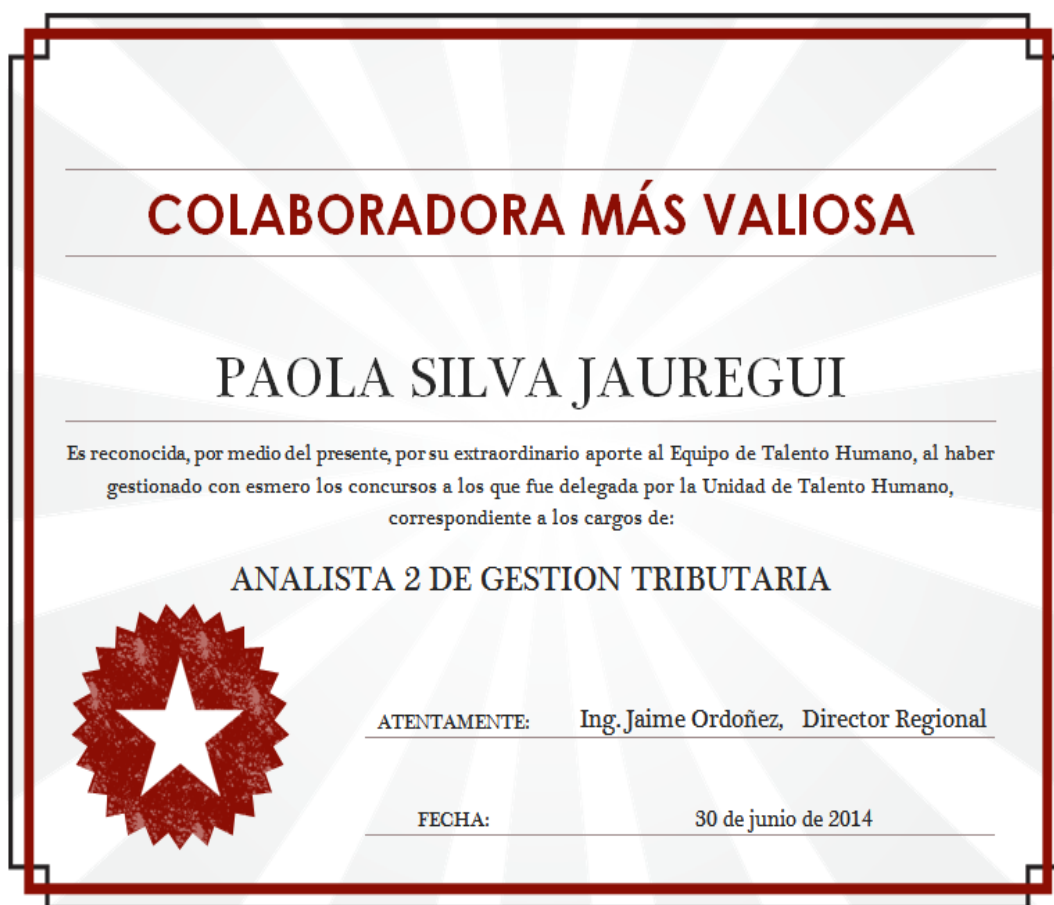 COLABORADORA MÁS VALIOSA
PAOLA SILVA JAUREGUI
Es reconocida, por medio del presente, por su extraordinario aporte al Equipo de Talento Humano, al haber
gestionado con esmero los concursos a los que fue delegada por la Unidad de Talento Humano,
correspondiente a los cargos de:
ANALISTA 2 DE GESTION TRIBUTARIA
ATENTAMENTE: Ing. Jaime Ordoñez, Director Regional
FECHA: 30 de junio de 2014